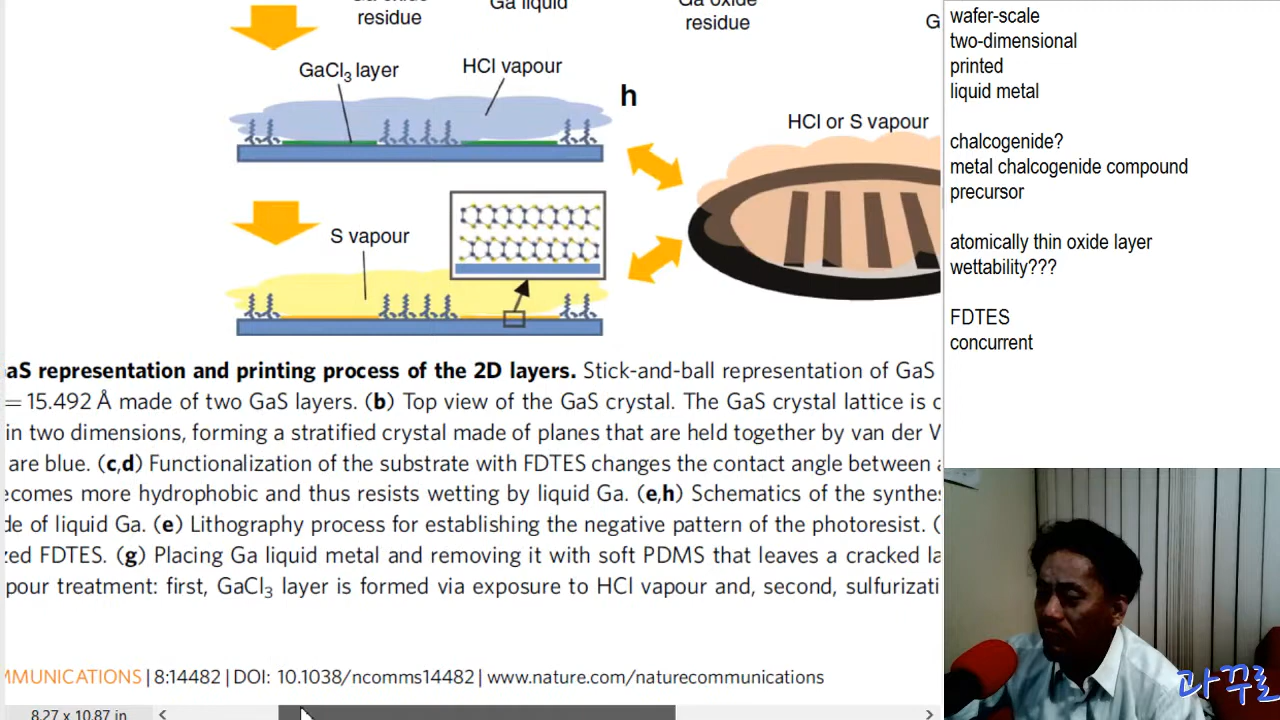 Ga oxide
residue
Ga liquid
Ga oxide
residue
G
GaCl3 layer
HCl vapour
h
HCl or S vapour
S vapour
aS representation and printing process of the 2D layers. Stick-and-ball representation of GaS
= 15.492 Å made of two GaS layers. (b) Top view of the GaS crystal. The GaS crystal lattice is c
in two dimensions, forming a stratified crystal made of planes that are held together by van der V
are blue. (c,d) Functionalization of the substrate with FDTES changes the contact angle between a
ecomes more hydrophobic and thus resists wetting by liquid Ga. (e,h) Schematics of the synthes
de of liquid Ga. (e) Lithography process for establishing the negative pattern of the photoresist. (
zed FDTES. (g) Placing Ga liquid metal and removing it with soft PDMS that leaves a cracked la
pour treatment: first, GaCl3 layer is formed via exposure to HCl vapour and, second, sulfurizati
MMUNICATIONS | 8:14482 | DOI: 10.1038/ncomms14482 | www.nature.com/naturecommunications
8.27 x 10.87 in
wafer-scale
two-dimensional
printed
liquid metal
chalcogenide?
metal chalcogenide compound
precursor
atomically thin oxide layer
wettability???
FDTES
concurrent
과꾸로